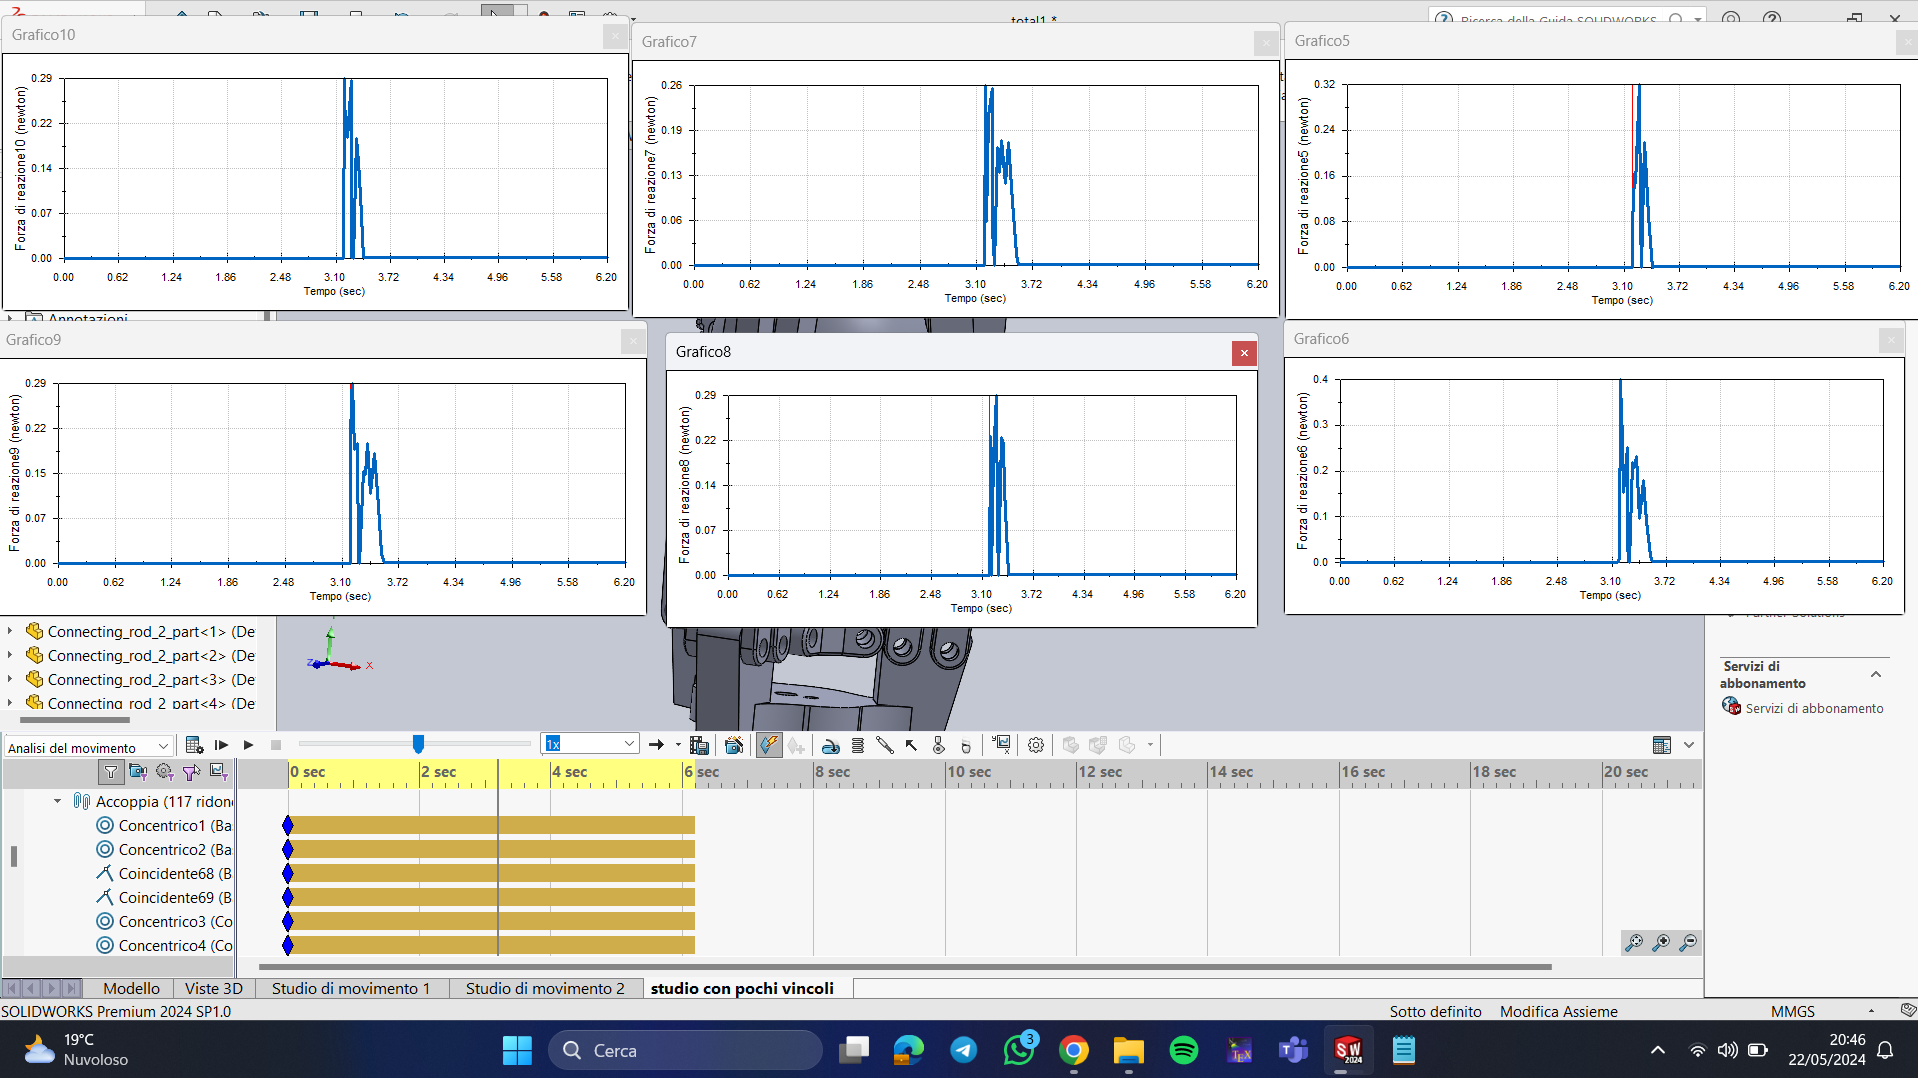 total1 *
Ricerca della Guida SOLIDWORKS
Grafico10
0.29
0.22
0.14
0.07
0.00
Forza di reazione10 (newton)
0.00 0.62 1.24 1.86 2.48 3.10 3.72 4.34 4.96 5.58 6.20
Tempo (sec)
Grafico7
0.26
0.19
0.13
0.06
0.00
Forza di reazione7 (newton)
0.00 0.62 1.24 1.86 2.48 3.10 3.72 4.34 4.96 5.58 6.20
Tempo (sec)
Grafico5
0.32
0.24
0.16
0.08
0.00
Forza di reazione5 (newton)
0.00 0.62 1.24 1.86 2.48 3.10 3.72 4.34 4.96 5.58 6.20
Tempo (sec)
Annotazioni
Grafico9
0.29
0.22
0.15
0.07
0.00
Forza di reazione9 (newton)
0.00 0.62 1.24 1.86 2.48 3.10 3.72 4.34 4.96 5.58 6.20
Tempo (sec)
Grafico8
0.29
0.22
0.14
0.07
0.00
Forza di reazione8 (newton)
0.00 0.62 1.24 1.86 2.48 3.10 3.72 4.34 4.96 5.58 6.20
Tempo (sec)
Grafico6
0.4
0.3
0.2
0.1
0.0
Forza di reazione6 (newton)
0.00 0.62 1.24 1.86 2.48 3.10 3.72 4.34 4.96 5.58 6.20
Tempo (sec)
Connecting_rod_2_part<1> (De
Connecting_rod_2_part<2> (De
Connecting_rod_2_part<3> (De
Connecting_rod_2_part<4> (De
Z X
Partner Solutions
Servizi di
abbonamento
Servizi di abbonamento
Analisi del movimento
1x
0 sec 2 sec 4 sec 6 sec 8 sec 10 sec 12 sec 14 sec 16 sec 18 sec 20 sec
Accoppia (117 ridon
Concentrico1 (Ba
Concentrico2 (Ba
Coincidente68 (B
Coincidente69 (B
Concentrico3 (Co
Concentrico4 (Co
Modello Viste 3D Studio di movimento 1 Studio di movimento 2 studio con pochi vincoli
SOLIDWORKS Premium 2024 SP1.0
Sotto definito Modifica Assieme MMGS
19°C
Nuvoloso
Cerca
3
TEX
SW
2024
20:46
22/05/2024